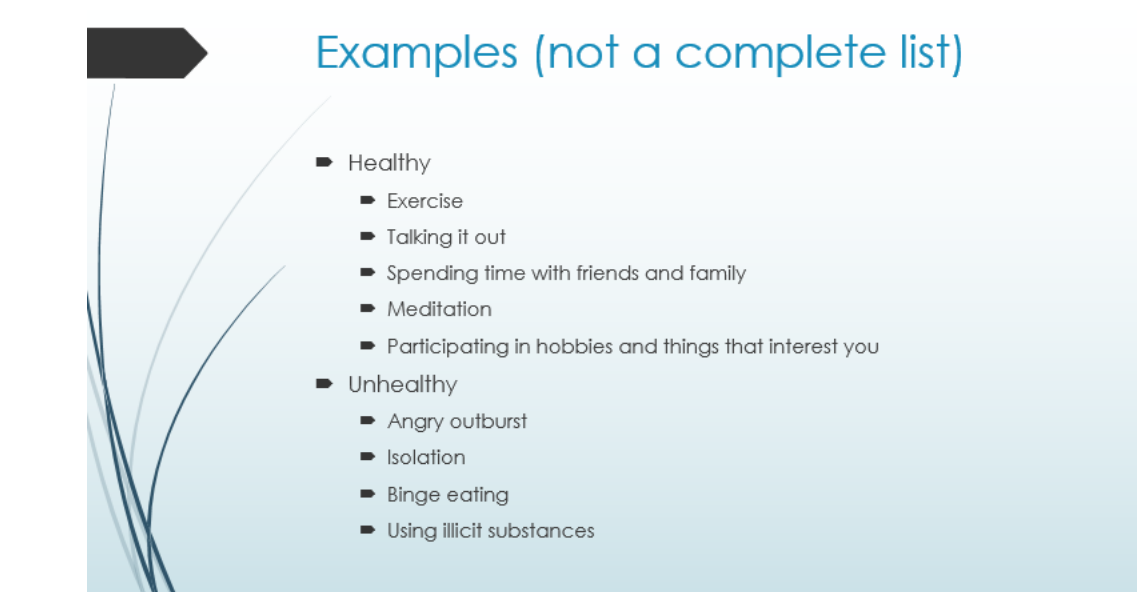 Examples (not a complete list)
Healthy
Exercise
Talking it out
Spending time with friends and family
Meditation
Participating in hobbies and things that interest you
Unhealthy
Angry outburst
Isolation
Binge eating
Using illicit substances